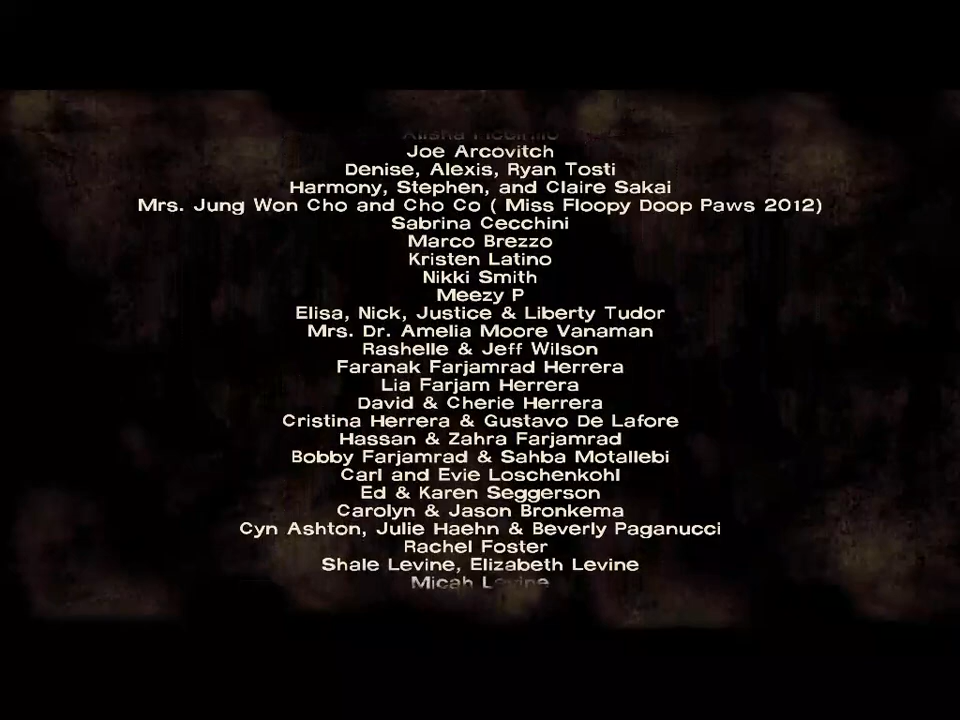 Joe Arcovitch
Denise, Alexis, Ryan Tosti
Harmony, Stephen, and Claire Sakai
Mrs. Jung Won Cho and Cho Co ( Miss Floopy Doop Paws 2012)
Sabrina Cecchini
Marco Brezzo
Kristen Latino
Nikki Smith
Meezy P
Elisa, Nick, Justice & Liberty Tudor
Mrs. Dr. Amelia Moore Vanaman
Rashelle & Jeff Wilson
Faranak Farjamrad Herrera
Lia Farjam Herrera
David & Cherie Herrera
Cristina Herrera & Gustavo De Lafore
Hassan & Zahra Farjamrad
Bobby Farjamrad & Sahba Motallebi
Carl and Evie Loschenkohl
Ed & Karen Seggerson
Carolyn & Jason Bronkema
Cyn Ashton, Julie Haehn & Beverly Paganucci
Rachel Foster
Shale Levine, Elizabeth Levine
Micah Levine